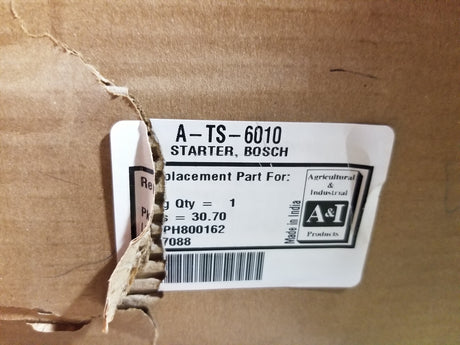 A-TS-6010
STARTER, BOSCH
Re placement Part For:
g Qty = 1
= 30.70
PH800162
7088
Made in India
Agricultural
&
Industrial
A&I
Products